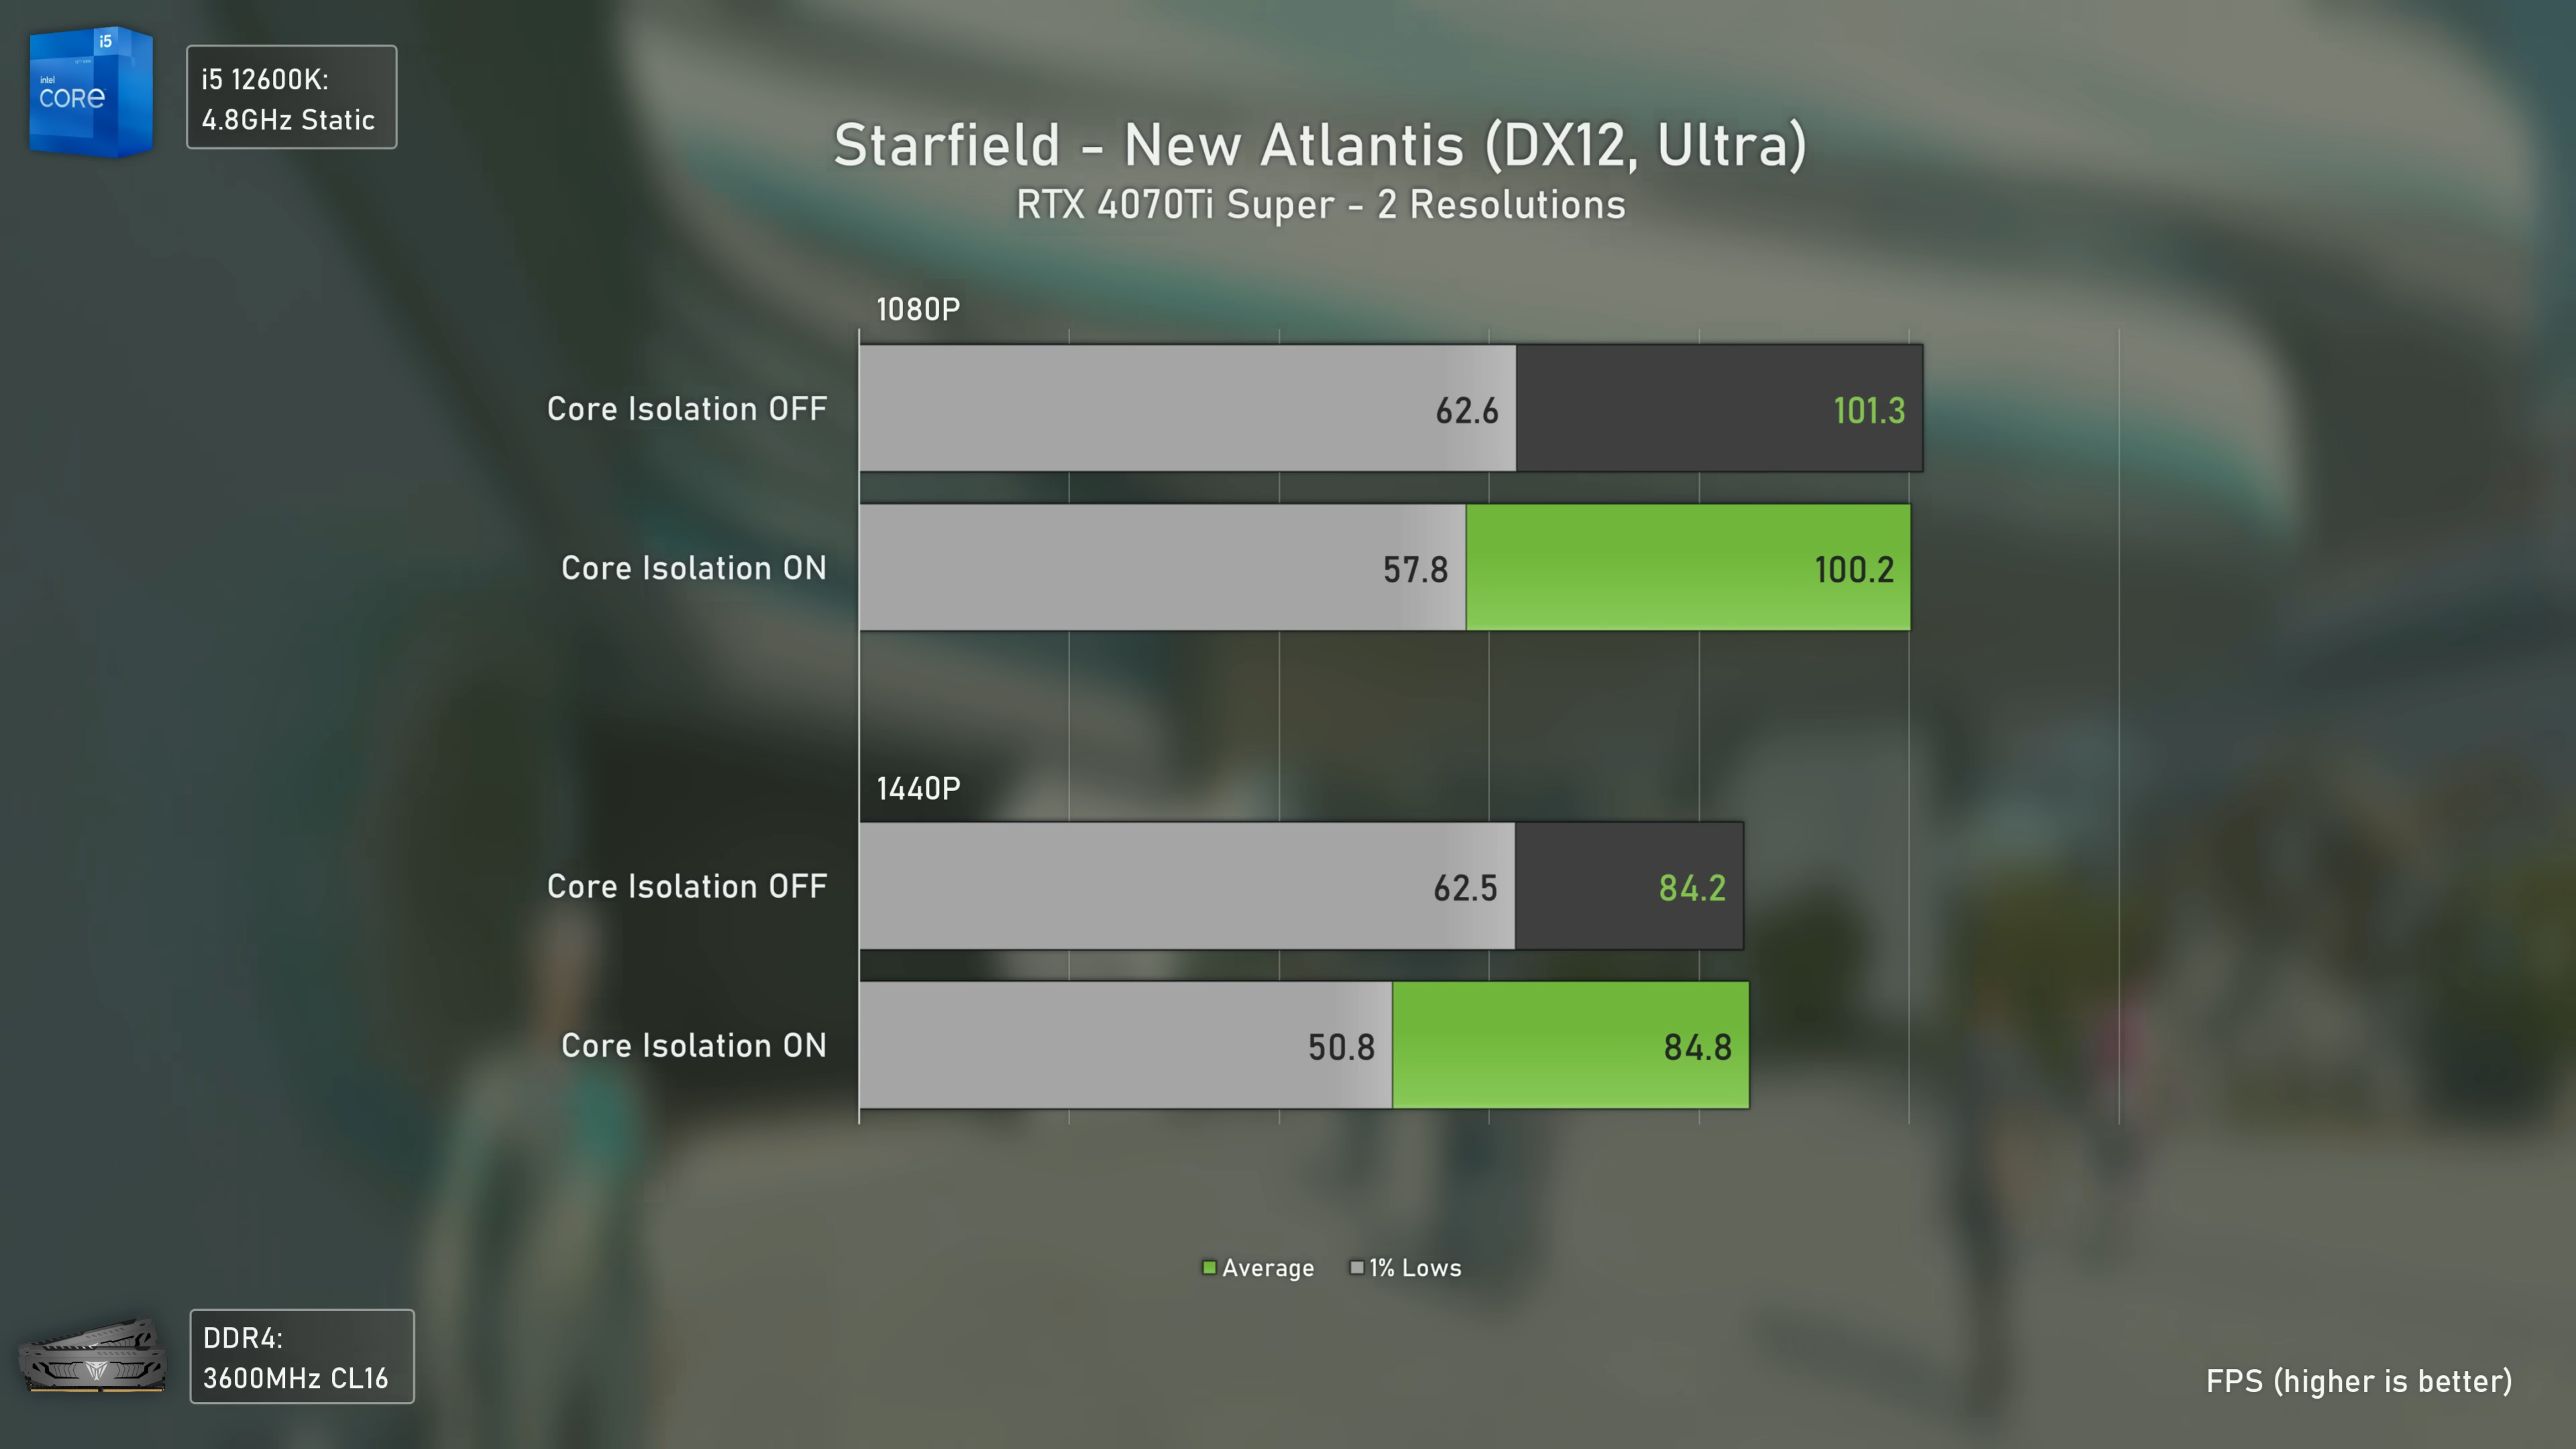 i5
intel
CORE
i5 12600K:
4.8GHz Static
Starfield - New Atlantis (DX12, Ultra)
RTX 4070Ti Super - 2 Resolutions
1080P
Core Isolation OFF
62.6
101.3
Core Isolation ON
57.8
100.2
1440P
Core Isolation OFF
62.5
84.2
Core Isolation ON
50.8
84.8
Average
1% Lows
DDR4:
3600MHz CL16
FPS (higher is better)